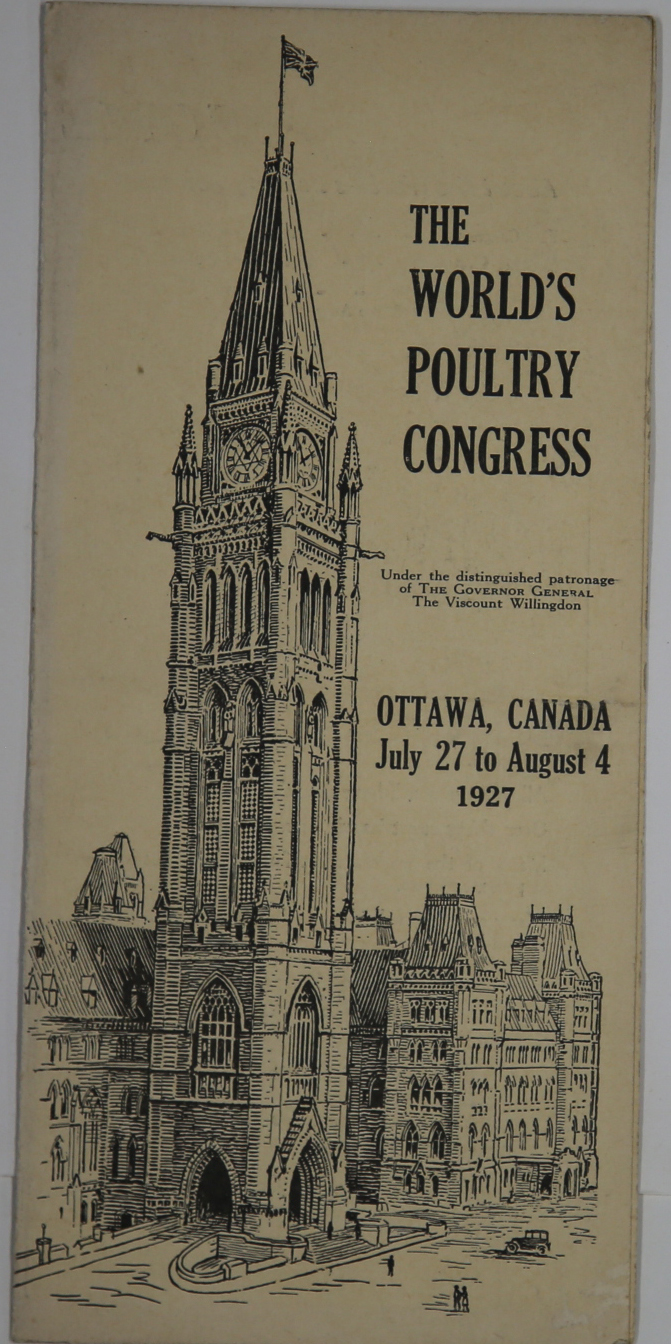 THE
WORLD'S
POULTRY
CONGRESS
Under the distinguished patronage
of THE GOVERNOR GENERAL
The Viscount Willingdon
OTTAWA, CANADA
July 27 to August 4
1927